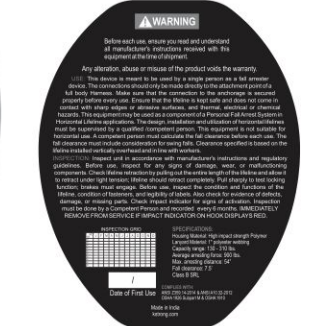 WARNING
Before each use, ensure you read and understand
all manufacturer's instructions received with this
equipment at the time of shipment.
Any alteration, abuse or misuse of the product voids the warranty.
USE: This device is meant to be used by a single person as a fall arrester
device. The connections should only be made directly to the attachment point of a
full body Harness. Make sure that the connection to the anchorage is secured
properly before every use. Ensure that the lifeline is kept safe and does not come in
contact with sharp edges or abrasive surfaces, and thermal, electrical or chemical
hazards. This equipment may be used as a component of a Personal Fall Arrest System in
Horizontal Lifeline applications. The design, installation and utilization of horizontal lifelines
must be supervised by a qualified /competent person. This equipment is not suitable for
horizontal use. A competent person must calculate the fall clearance before each use. The
fall clearance must include consideration for swing falls. Clearance specified is based on the
lifeline installed vertically overhead and in line with workers.
INSPECTION: Inspect unit in accordance with manufacturer's instructions and regulatory
guidelines. Before use, inspect for any signs of damage, wear, or malfunctioning
components. Check lifeline retraction by pulling out the entire length of the lifeline and allow it
to retract under light tension; lifeline should retract completely. Pull sharply to test locking
function; brakes must engage. Before use, inspect the condition and functions of the
lifeline, condition of fasteners, and legibility of labels. Also check for evidence of defects,
damage, or missing parts. Check impact indicator for signs of activation. Inspection
must be done by a Competent Person and recorded every 6 months. IMMEDIATELY
REMOVE FROM SERVICE IF IMPACT INDICATOR ON HOOK DISPLAYS RED.
INSPECTION GRID
/
Date of First Use
SPECIFICATIONS:
Housing Material: High impact strength Polymer
Lanyard Material: 1" polyester webbing
Capacity range: 130 - 310 lbs.
Average arresting force: 900 lbs.
Max. arresting distance: 54"
Fall clearance: 7.5'
Class B SRL
COMPLIES WITH
Made in India